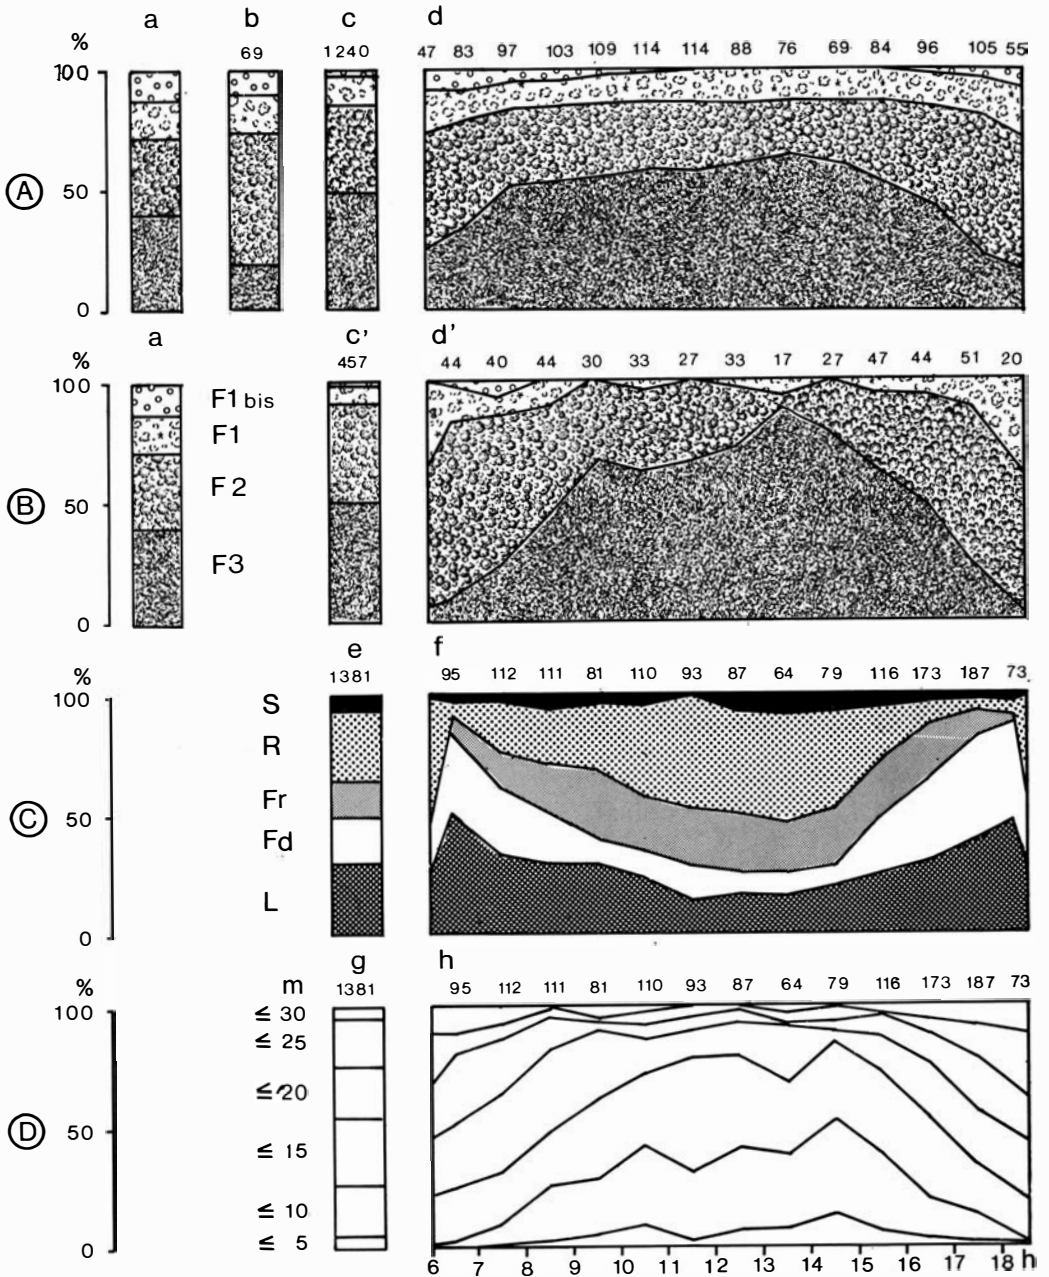 a b c d
% 69 1240 47 83 97 103 109 114 114 88 76 69 84 96 105 55
100
A 50
0
a c' d'
% 457 44 40 44 30 33 27 33 17 27 47 44 51 20
100
F1 bis
F1
F2
B 50
F3
0
e f
% 1381 95 112 111 81 110 93 87 64 79 116 173 187 73
100 S
R
Fr
C 50
Fd
L
0
g h
% m 1381 95 112 111 81 110 93 87 64 79 116 173 187 73
100 ≤ 30
≤ 25
≤ 20
D 50
≤ 15
≤ 10
0 ≤ 5
6 7 8 9 10 11 12 13 14 15 16 17 18 h